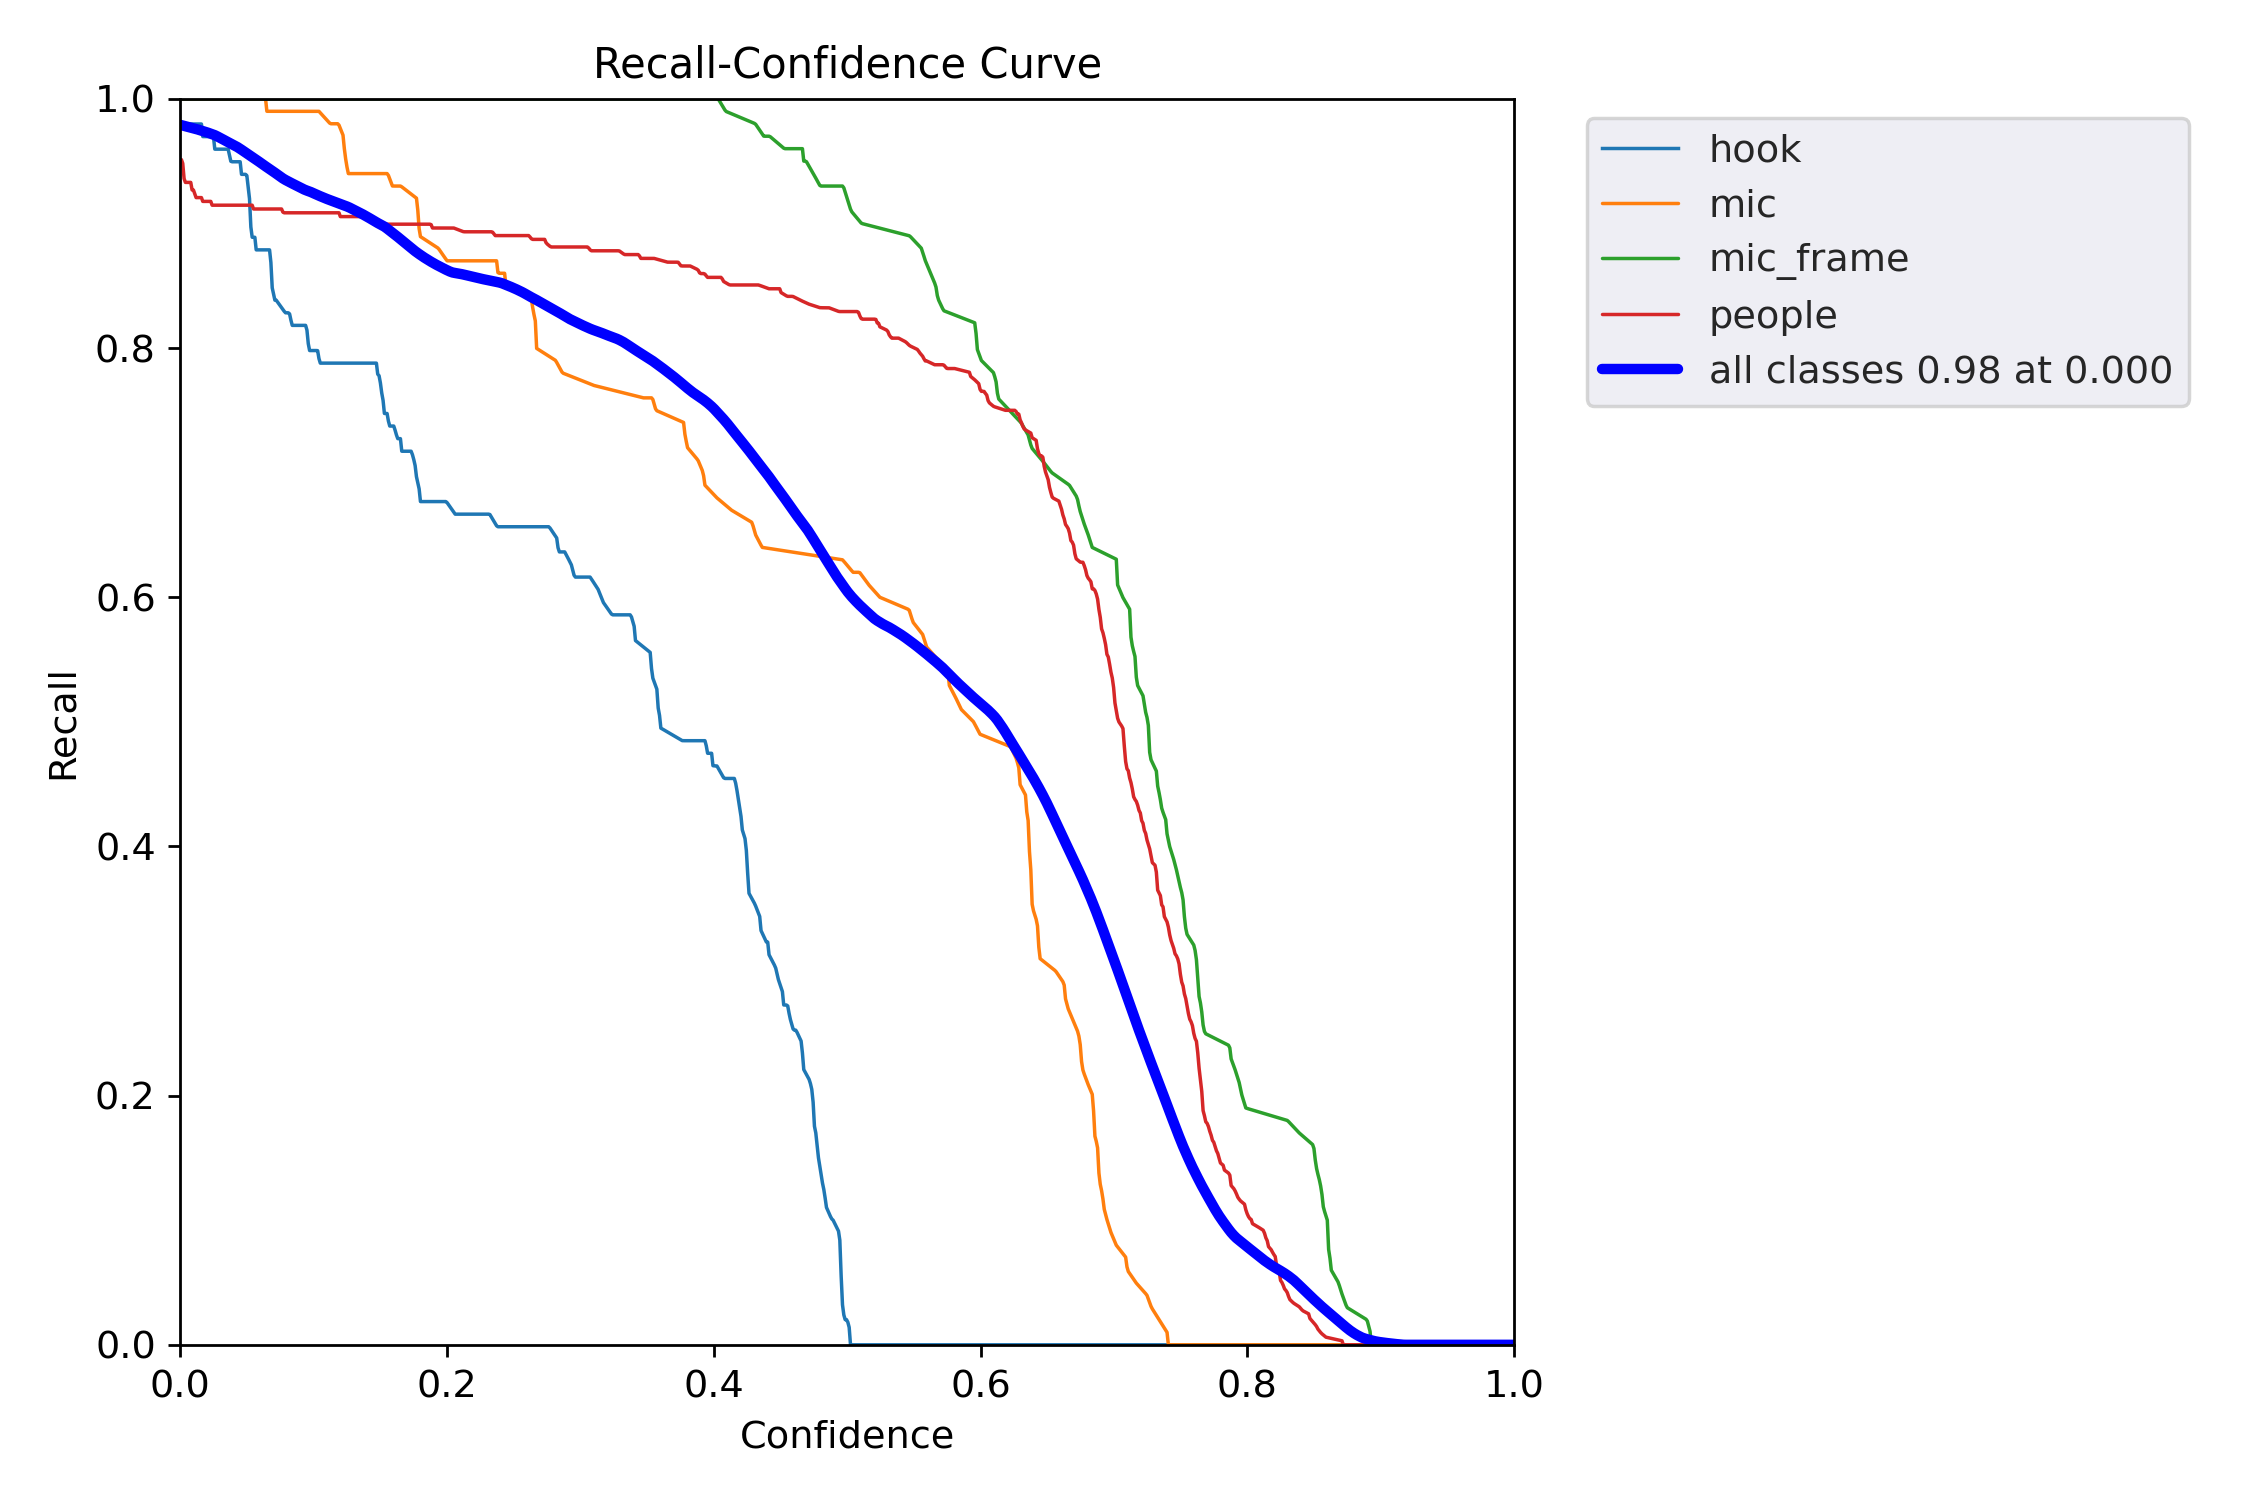 Recall-Confidence Curve
1.0
0.8
0.6
0.4
0.2
0.0
Recall
0.0 0.2 0.4 0.6 0.8 1.0
Confidence
hook
mic
mic_frame
people
all classes 0.98 at 0.000